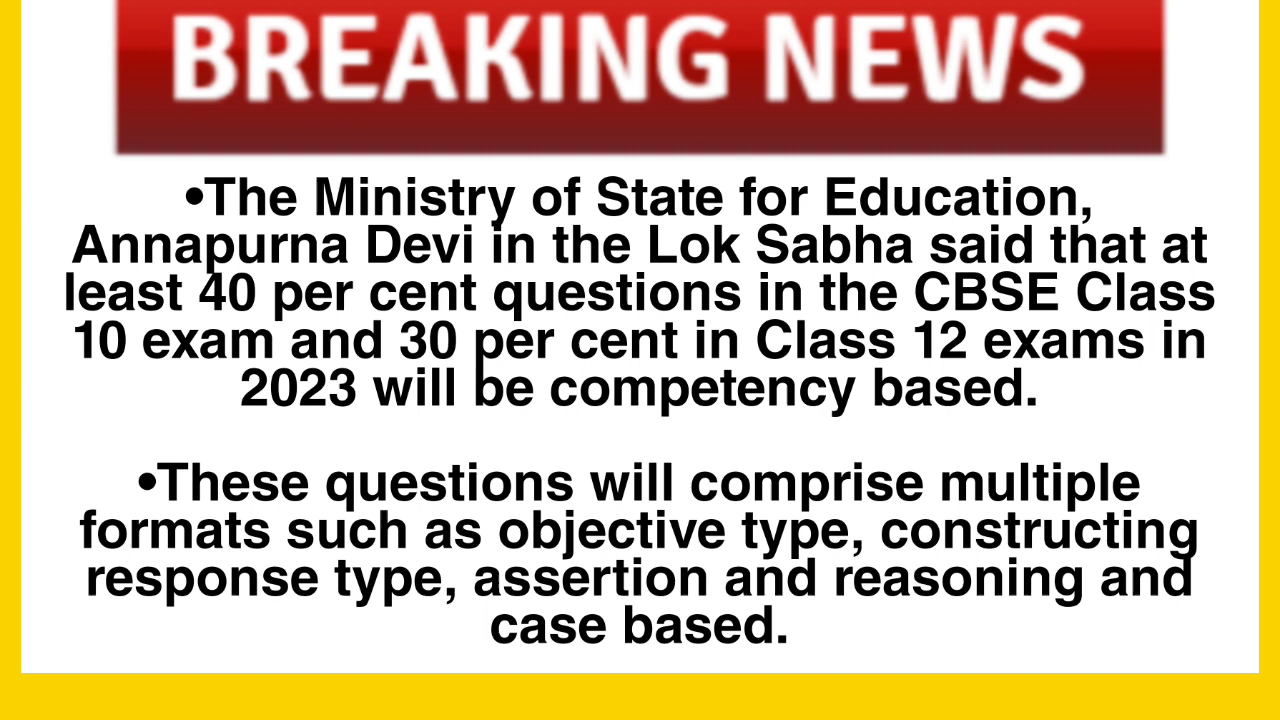 BREAKING NEWS
•The Ministry of State for Education,
Annapurna Devi in the Lok Sabha said that at
least 40 per cent questions in the CBSE Class
10 exam and 30 per cent in Class 12 exams in
2023 will be competency based.
•These questions will comprise multiple
formats such as objective type, constructing
response type, assertion and reasoning and
case based.